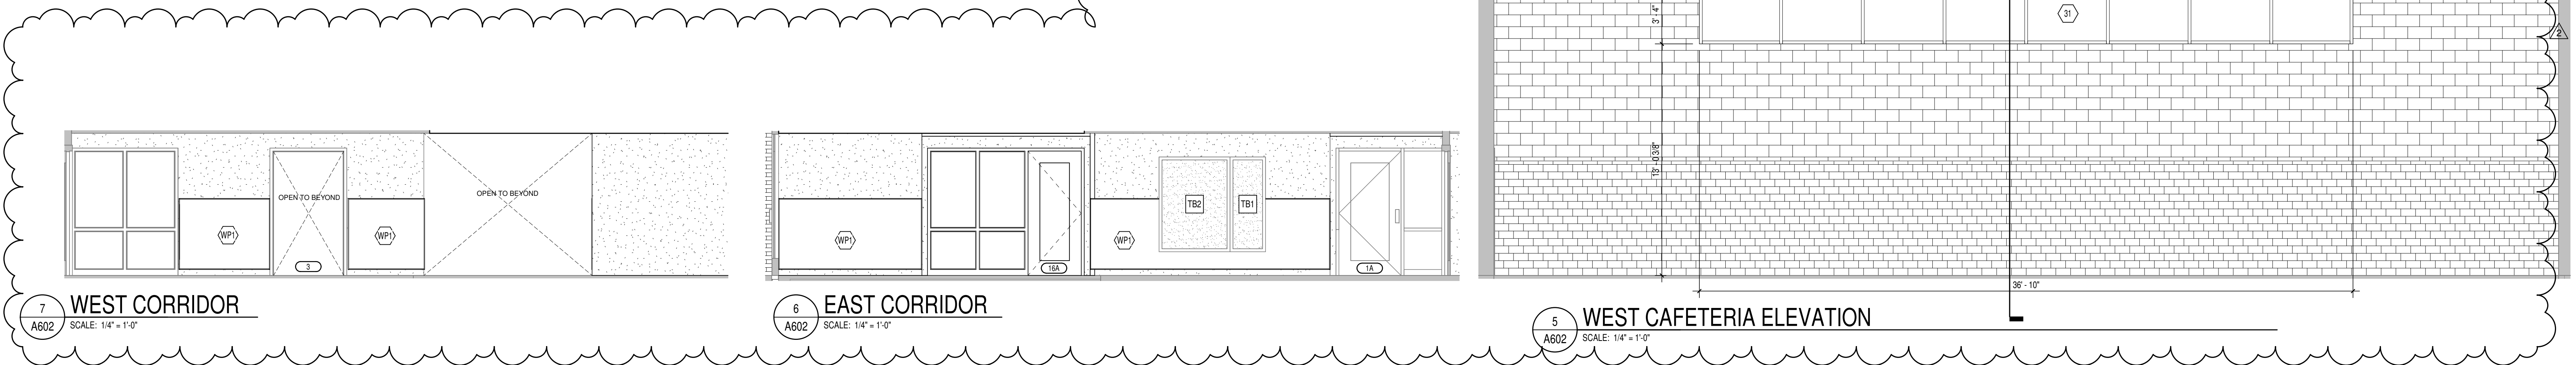 OPEN TO BEYOND
OPEN TO BEYOND
WP1
WP1
3
7
A602
WEST CORRIDOR
SCALE: 1/4" = 1'-0"
TB2
TB1
WP1
WP1
16A
1A
6
A602
EAST CORRIDOR
SCALE: 1/4" = 1'-0"
3' - 4"
31
2
13' - 0 3/8"
36' - 10"
5
A602
WEST CAFETERIA ELEVATION
SCALE: 1/4" = 1'-0"